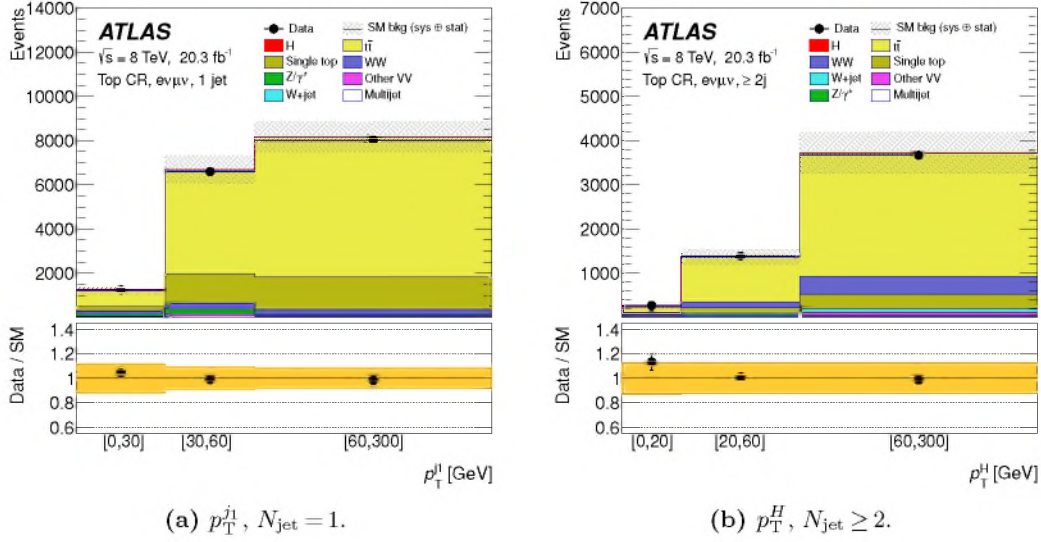 Events
14000
12000
10000
8000
6000
4000
2000
ATLAS
√s = 8 TeV, 20.3 fb⁻¹
Top CR, eνμν, 1 jet
Data
SM bkg (sys ⊕ stat)
H
tt̄
Single top
WW
Z/γ*
Other VV
W+jet
Multijet
Data / SM
1.4
1.2
1
0.8
0.6
[0,30]
[30,60]
[60,300]
p_T^j1 [GeV]
(a) p_T^j1, N_jet = 1.
Events
7000
6000
5000
4000
3000
2000
1000
ATLAS
√s = 8 TeV, 20.3 fb⁻¹
Top CR, eνμν, ≥ 2j
Data
SM bkg (sys ⊕ stat)
H
tt̄
WW
Single top
W+jet
Other VV
Z/γ*
Multijet
Data / SM
1.4
1.2
1
0.8
0.6
[0,20]
[20,60]
[60,300]
p_T^H [GeV]
(b) p_T^H, N_jet ≥ 2.